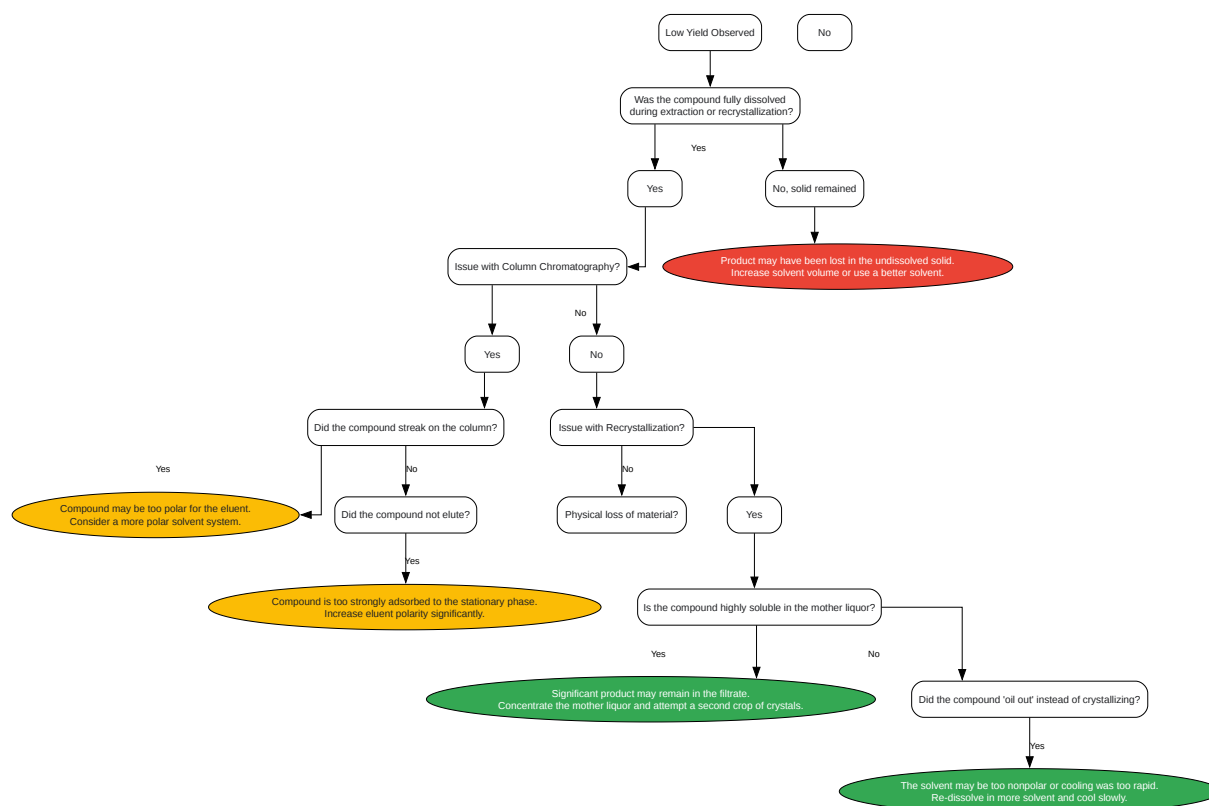 Low Yield Observed
No
Was the compound fully dissolved
during extraction or recrystallization?
Yes
Yes
No, solid remained
Issue with Column Chromatography?
Product may have been lost in the undissolved solid.
Increase solvent volume or use a better solvent.
No
Yes
No
Did the compound streak on the column?
Issue with Recrystallization?
Yes
No
No
Compound may be too polar for the eluent.
Consider a more polar solvent system.
Did the compound not elute?
Physical loss of material?
Yes
Yes
Compound is too strongly adsorbed to the stationary phase.
Increase eluent polarity significantly.
Is the compound highly soluble in the mother liquor?
Yes
No
Significant product may remain in the filtrate.
Concentrate the mother liquor and attempt a second crop of crystals.
Did the compound 'oil out' instead of crystallizing?
Yes
The solvent may be too nonpolar or cooling was too rapid.
Re-dissolve in more solvent and cool slowly.